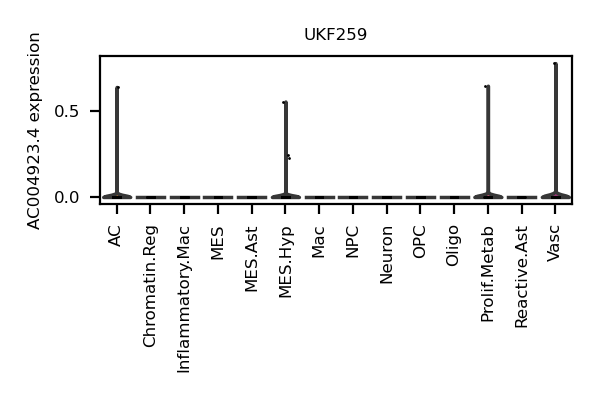 UKF259
AC004923.4 expression
0.5
0.0
AC
Chromatin.Reg
Inflammatory.Mac
MES
MES.Ast
MES.Hyp
Mac
NPC
Neuron
OPC
Oligo
Prolif.Metab
Reactive.Ast
Vasc